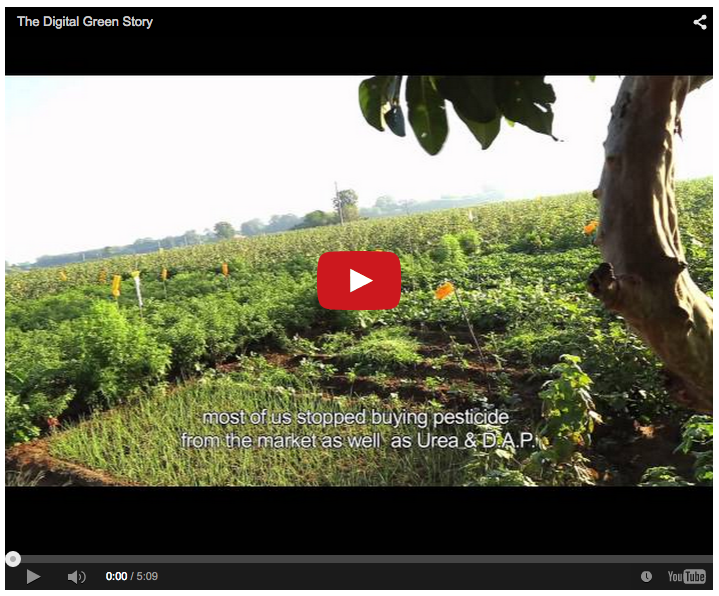 The Digital Green Story
most of us stopped buying pesticide
from the market as well as Urea & D.A.P.
0:00 / 5:09
YouTube